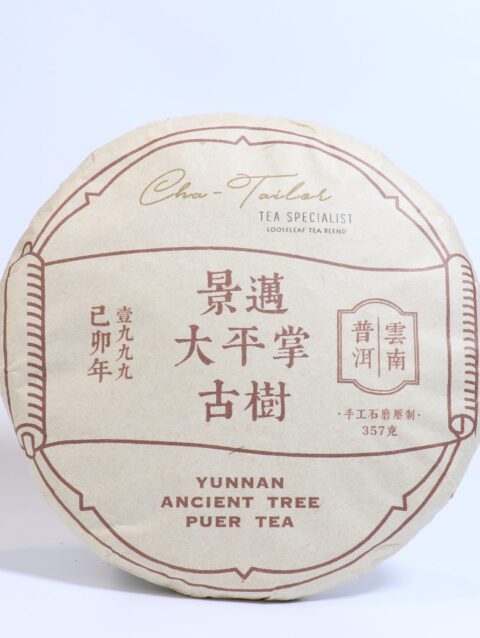 Cha-Tailor
TEA SPECIALIST
LOOSELEAF TEA BLEND
景邁
大平掌
古樹
壹九九九
己卯年
雲南
普洱
·手工石磨壓制·
357克
YUNNAN
ANCIENT TREE
PUER TEA